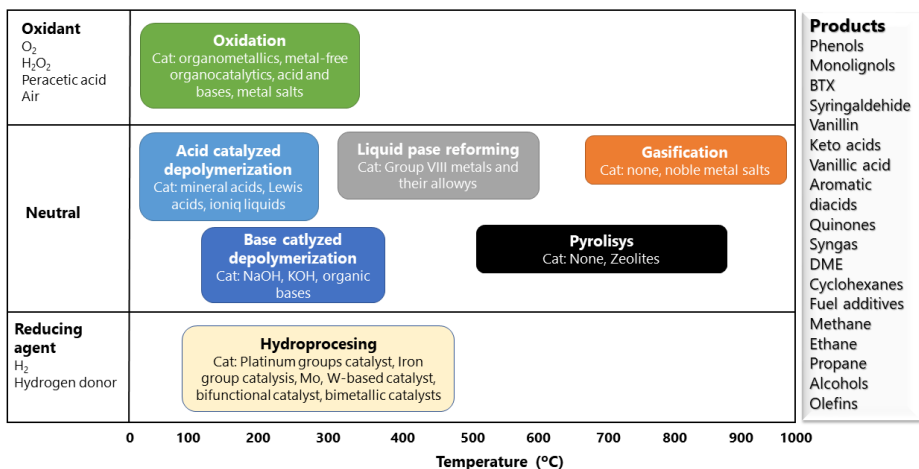 Oxidant
O₂
H₂O₂
Peracetic acid
Air
Oxidation
Cat: organometallics, metal-free
organocatalytics, acid and
bases, metal salts
Neutral
Acid catalyzed
depolymerization
Cat: mineral acids, Lewis
acids, ioniq liquids
Liquid pase reforming
Cat: Group VIII metals and
their allowys
Gasification
Cat: none, noble metal salts
Base catlyzed
depolymerization
Cat: NaOH, KOH, organic
bases
Pyrolisys
Cat: None, Zeolites
Reducing
agent
H₂
Hydrogen donor
Hydroprocesing
Cat: Platinum groups catalyst, Iron
group catalysis, Mo, W-based catalyst,
bifunctional catalyst, bimetallic catalysts
0 100 200 300 400 500 600 700 800 900 1000
Temperature (ºC)
Products
Phenols
Monolignols
BTX
Syringaldehide
Vanillin
Keto acids
Vanillic acid
Aromatic
diacids
Quinones
Syngas
DME
Cyclohexanes
Fuel additives
Methane
Ethane
Propane
Alcohols
Olefins